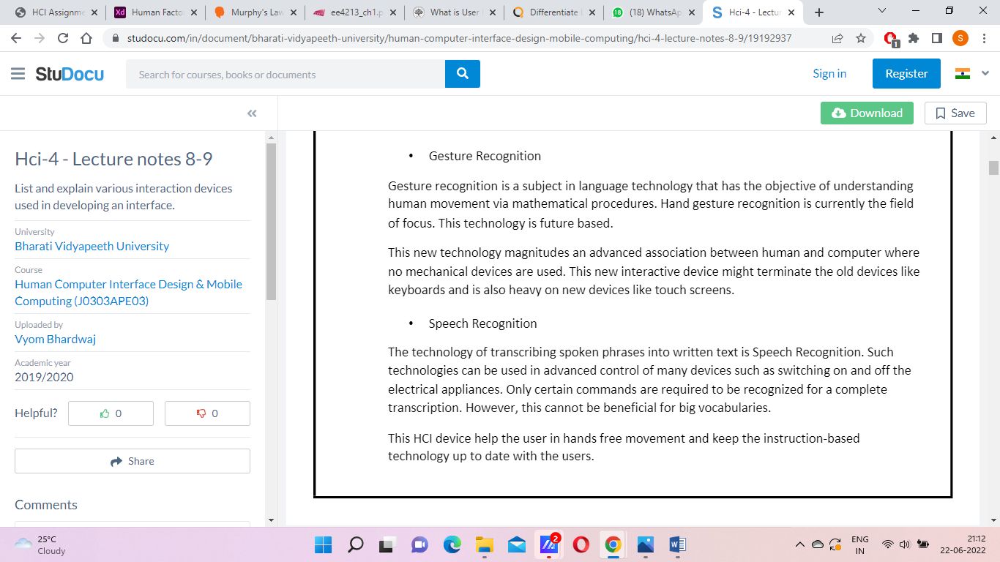 HCI Assignme
Human Facto
Murphy's Law
ee4213_ch1.p
What is User
Differentiate
(18) WhatsAp
Hci-4 - Lectur
studocu.com/in/document/bharati-vidyapeeth-university/human-computer-interface-design-mobile-computing/hci-4-lecture-notes-8-9/19192937
1
S
StuDocu
Search for courses, books or documents
Sign in
Register
Download
Save
Hci-4 - Lecture notes 8-9
List and explain various interaction devices
used in developing an interface.
University
Bharati Vidyapeeth University
Course
Human Computer Interface Design & Mobile
Computing (J0303APE03)
Uploaded by
Vyom Bhardwaj
Academic year
2019/2020
Helpful?
0
0
Share
Comments
• Gesture Recognition
Gesture recognition is a subject in language technology that has the objective of understanding
human movement via mathematical procedures. Hand gesture recognition is currently the field
of focus. This technology is future based.
This new technology magnitudes an advanced association between human and computer where
no mechanical devices are used. This new interactive device might terminate the old devices like
keyboards and is also heavy on new devices like touch screens.
• Speech Recognition
The technology of transcribing spoken phrases into written text is Speech Recognition. Such
technologies can be used in advanced control of many devices such as switching on and off the
electrical appliances. Only certain commands are required to be recognized for a complete
transcription. However, this cannot be beneficial for big vocabularies.
This HCI device help the user in hands free movement and keep the instruction-based
technology up to date with the users.
25°C
Cloudy
2
ENG
IN
21:12
22-06-2022